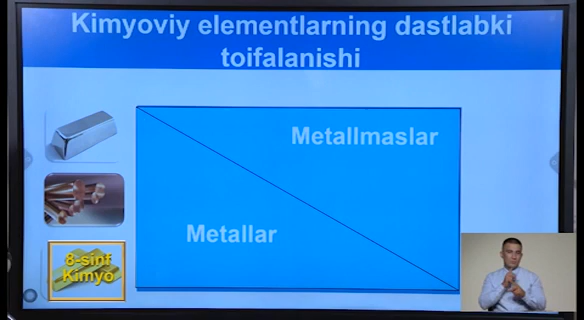 Kimyoviy elementlarning dastlabki
toifalanishi
Metallmaslar
Metallar
8-sinf
Kimyo